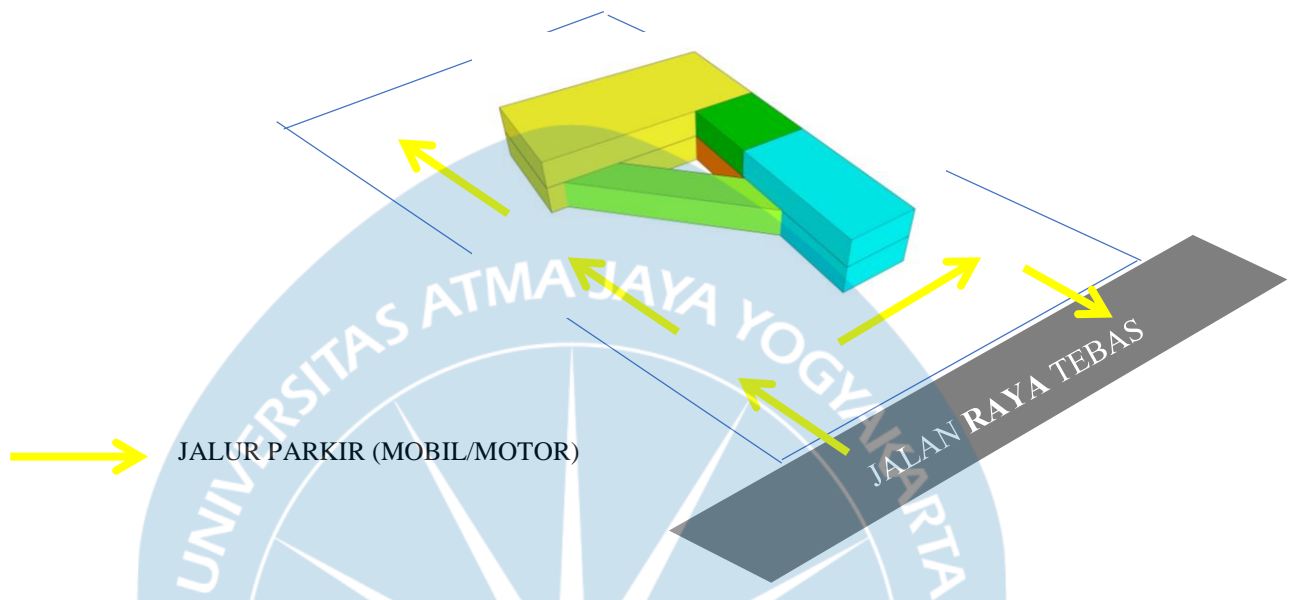 JALAN RAYA TEBAS
JALUR PARKIR (MOBIL/MOTOR)
UNIVERSITAS ATMA JAYA YOGYAKARTA